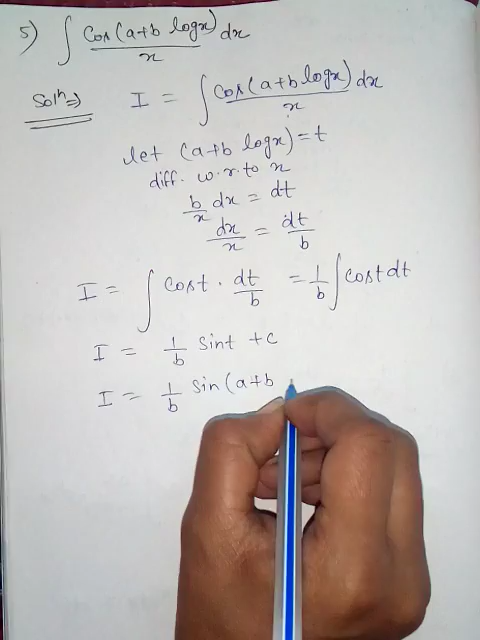 5) ∫ Cos(a+b logx)/x dx
Solⁿ⇒ I = ∫ Cos(a+b logx)/x dx
let (a+b logx) = t
diff. w.r.to x
b/x dx = dt
dx/x = dt/b
I = ∫ Cost · dt/b = 1/b ∫ Cost dt
I = 1/b Sint + C
I = 1/b Sin(a+b